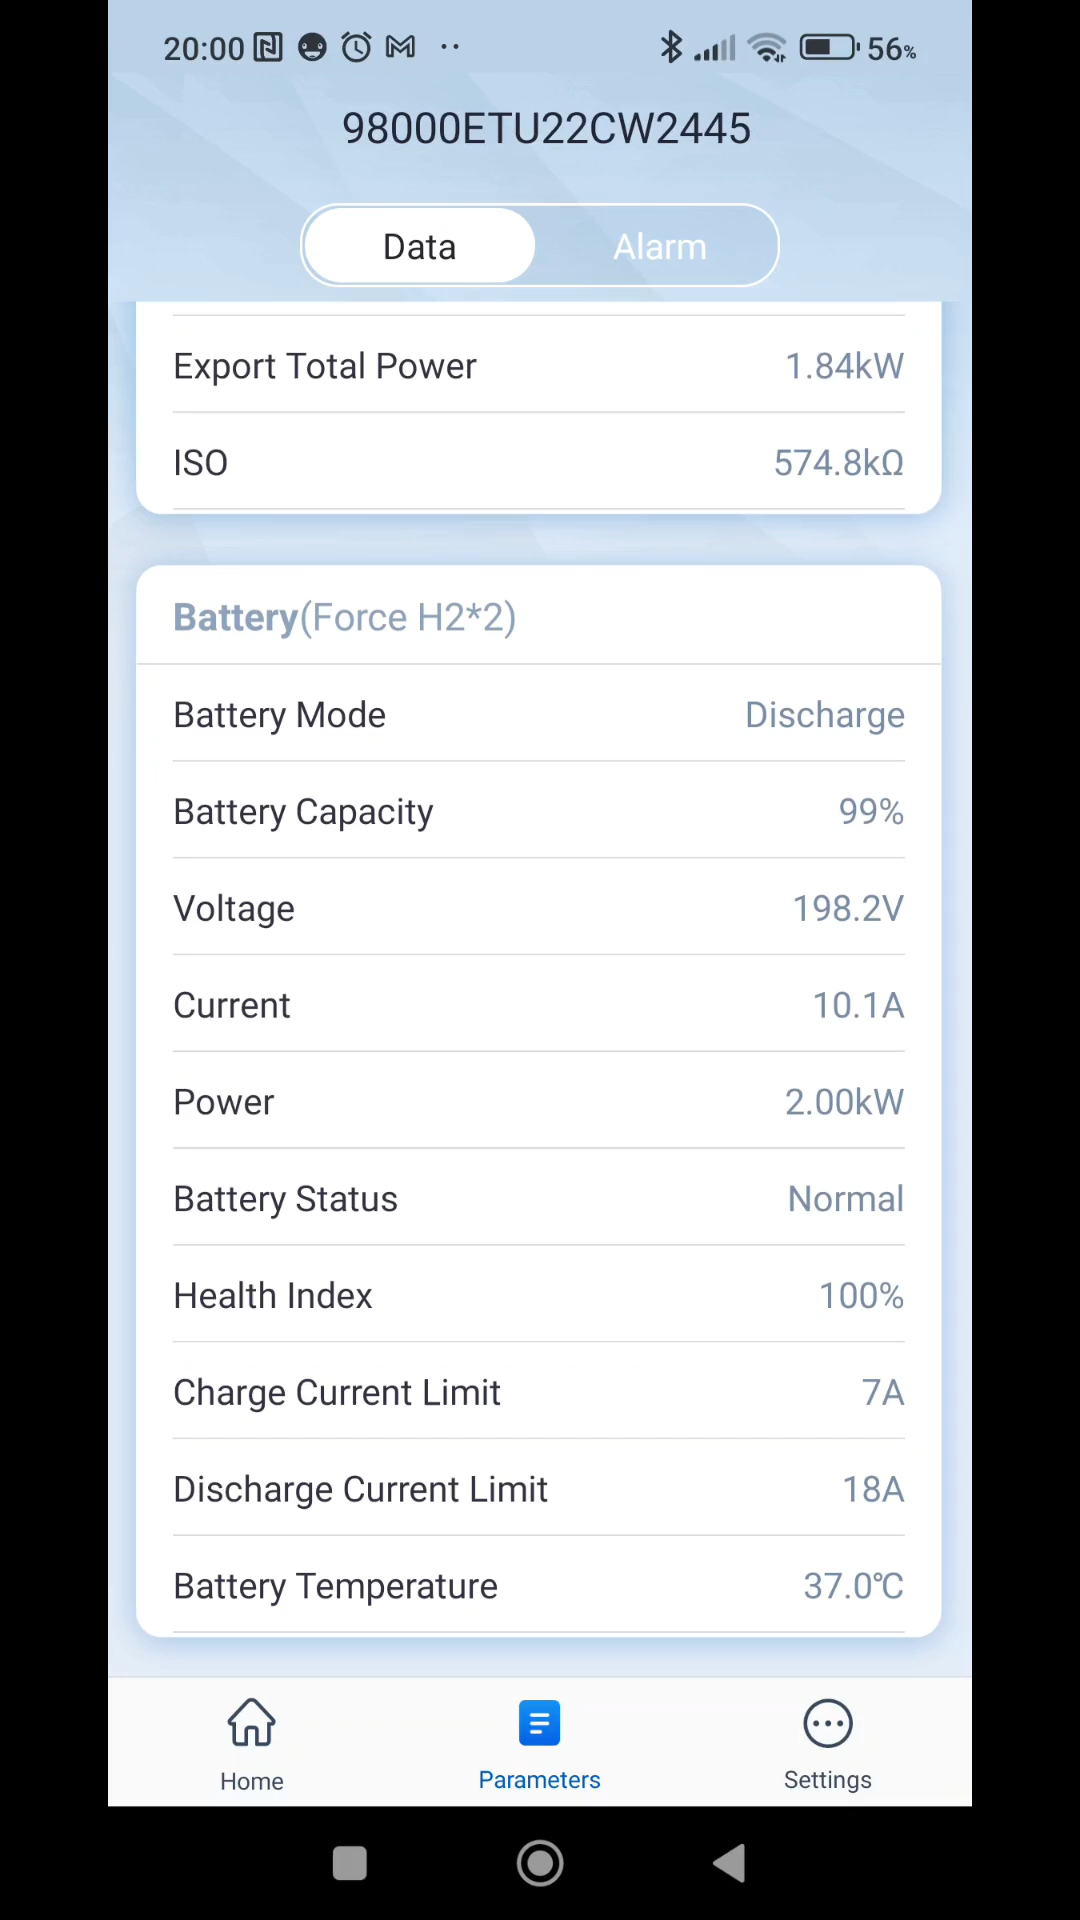 20:00 56%
98000ETU22CW2445
Data Alarm
Export Total Power 1.84kW
ISO 574.8kΩ
Battery(Force H2*2)
Battery Mode Discharge
Battery Capacity 99%
Voltage 198.2V
Current 10.1A
Power 2.00kW
Battery Status Normal
Health Index 100%
Charge Current Limit 7A
Discharge Current Limit 18A
Battery Temperature 37.0℃
Home Parameters Settings